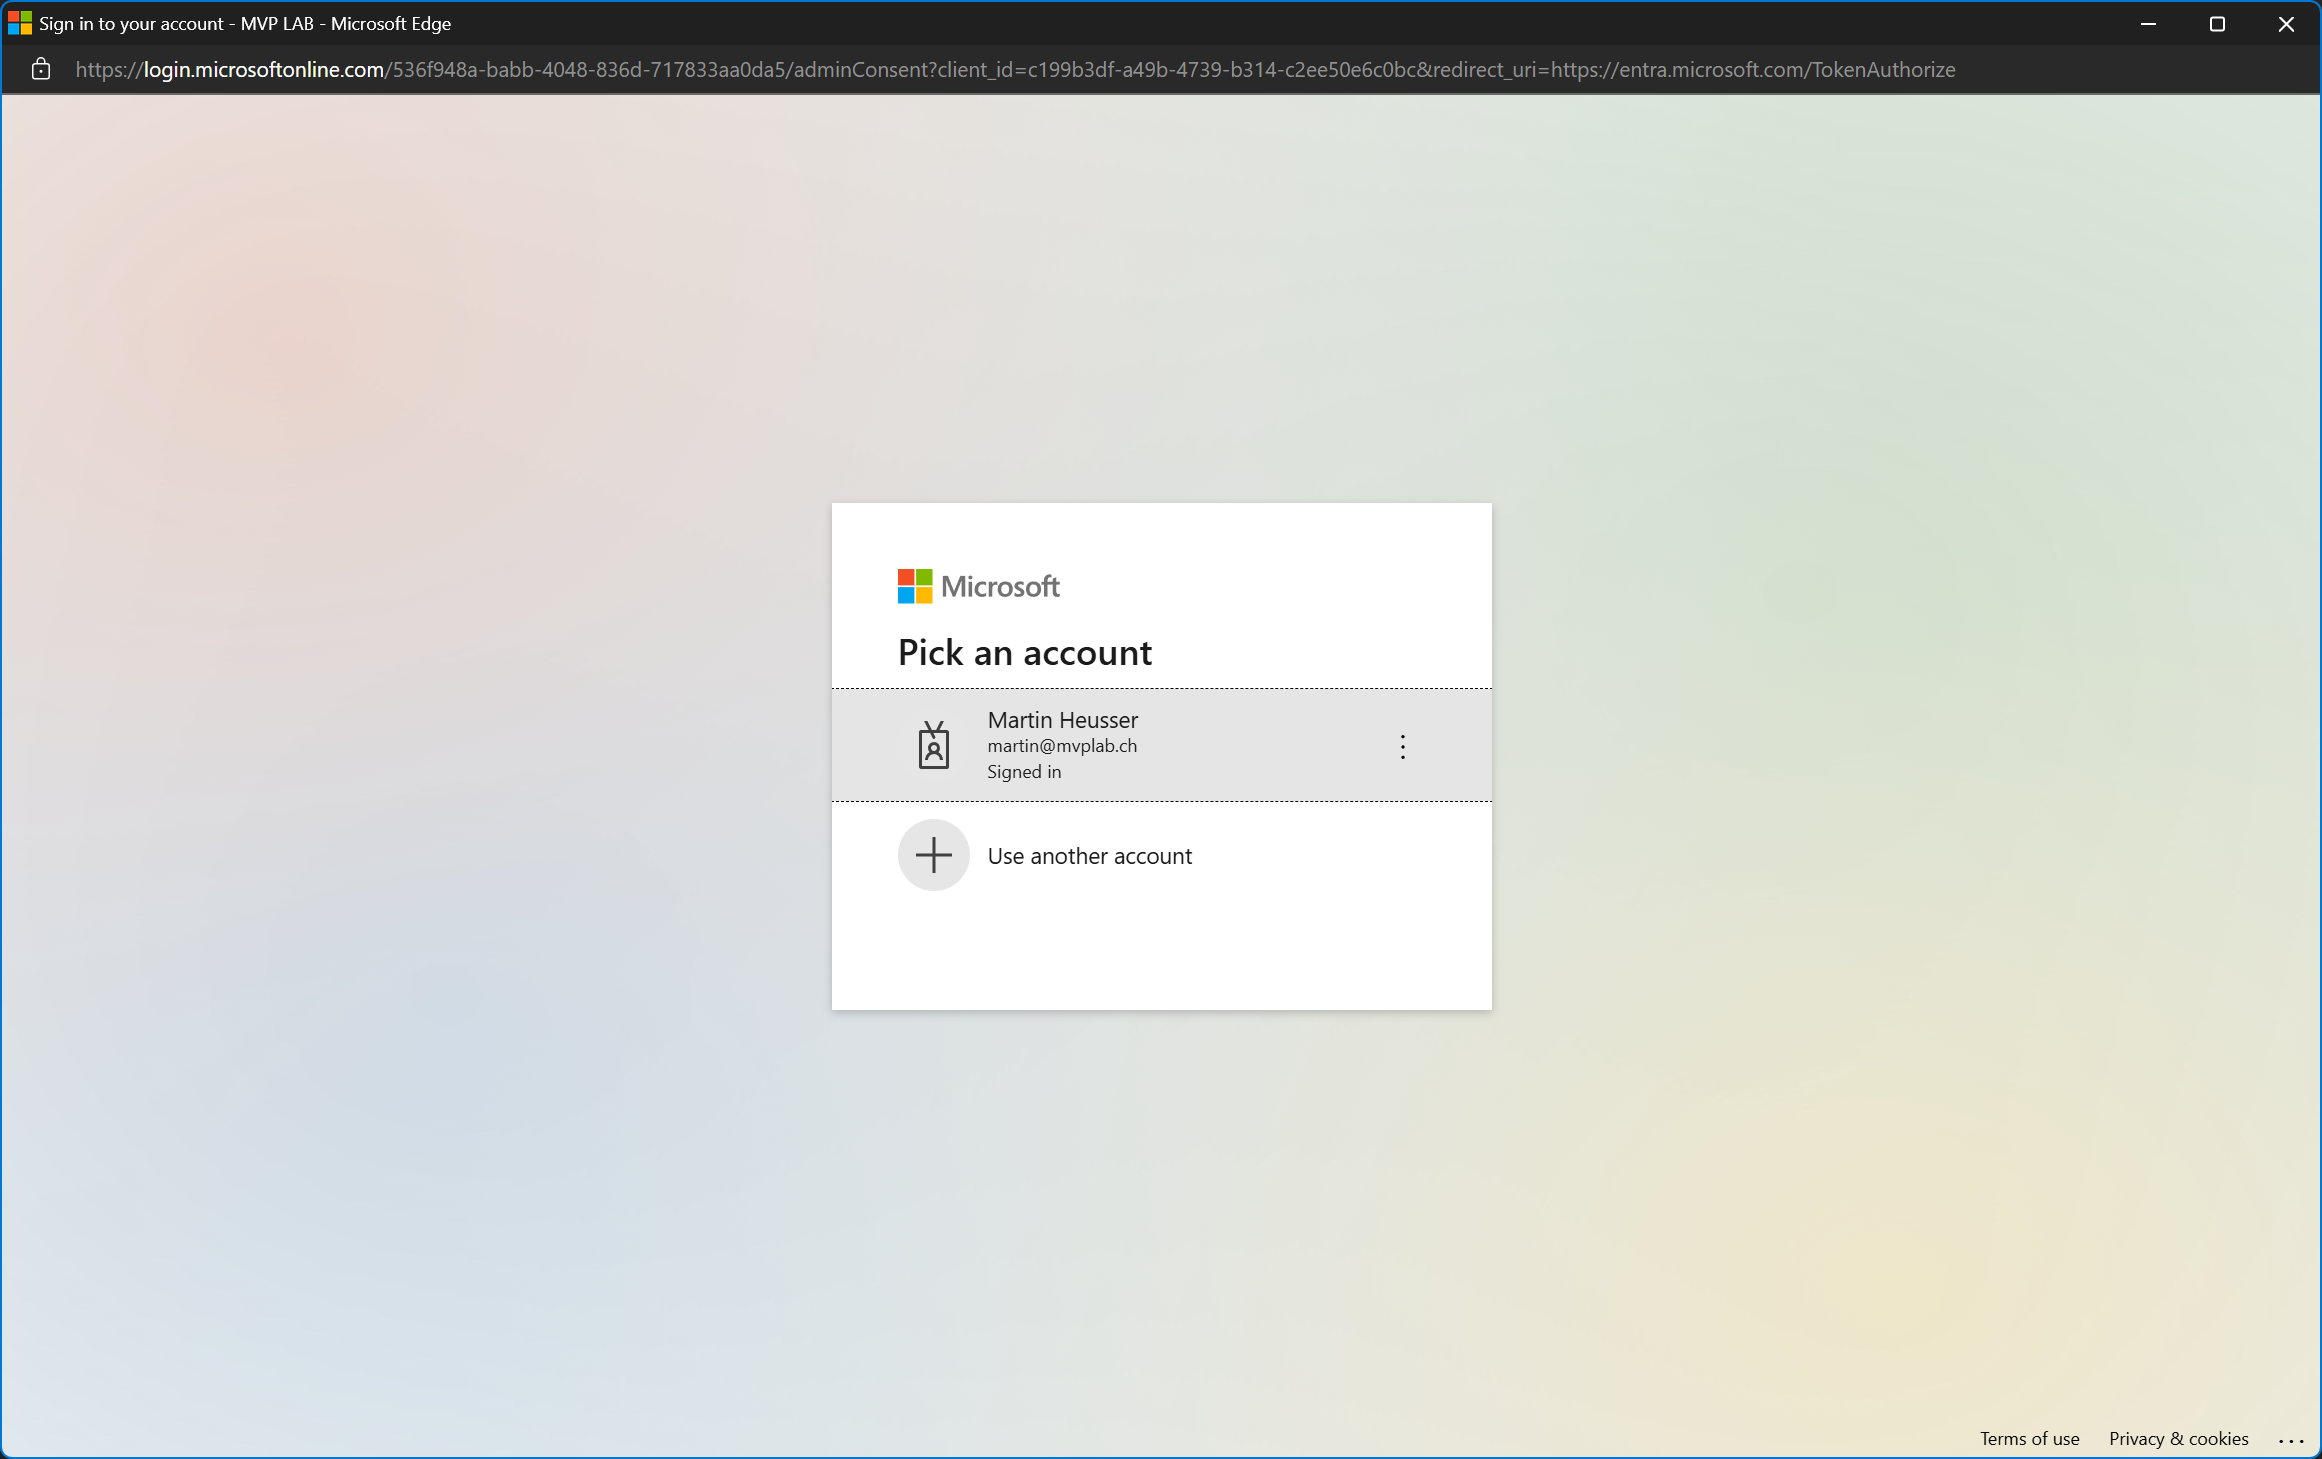 Sign in to your account - MVP LAB - Microsoft Edge
https://login.microsoftonline.com/536f948a-babb-4048-836d-717833aa0da5/adminConsent?client_id=c199b3df-a49b-4739-b314-c2ee50e6c0bc&redirect_uri=https://entra.microsoft.com/TokenAuthorize
Microsoft
Pick an account
Martin Heusser
martin@mvplab.ch
Signed in
Use another account
Terms of use Privacy & cookies ...